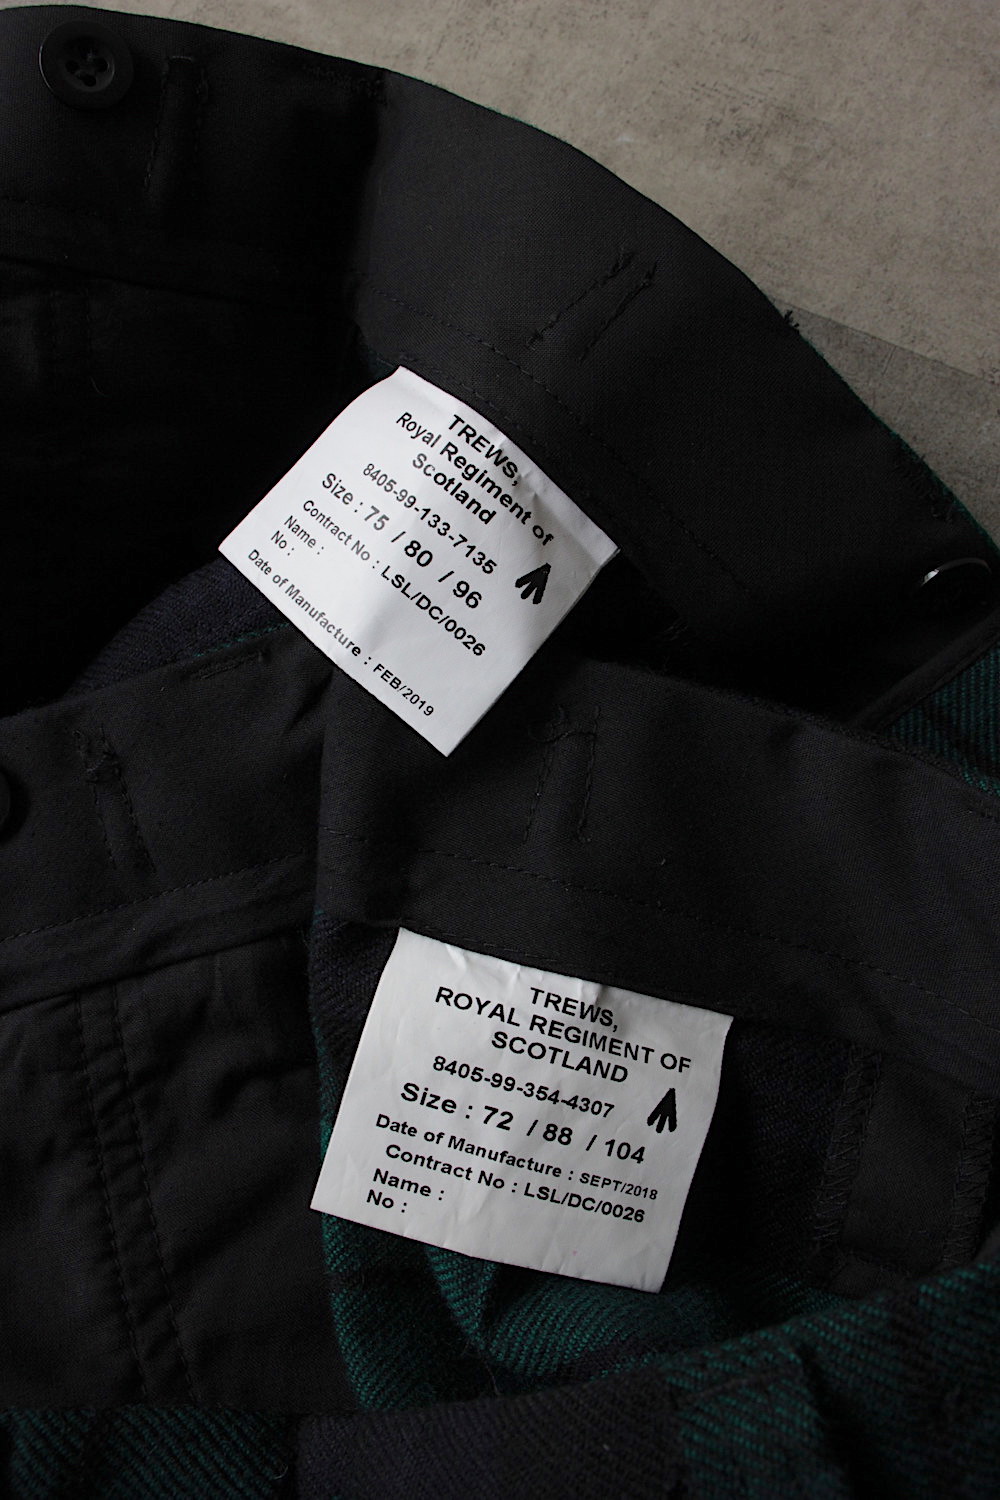 TREWS,
Royal Regiment of
Scotland
8405-99-133-7135
Size : 75 / 80 / 96
Contract No : LSL/DC/0026
Name :
No :
Date of Manufacture : FEB/2019
TREWS,
ROYAL REGIMENT OF
SCOTLAND
8405-99-354-4307
Size : 72 / 88 / 104
Date of Manufacture : SEPT/2018
Contract No : LSL/DC/0026
Name :
No :